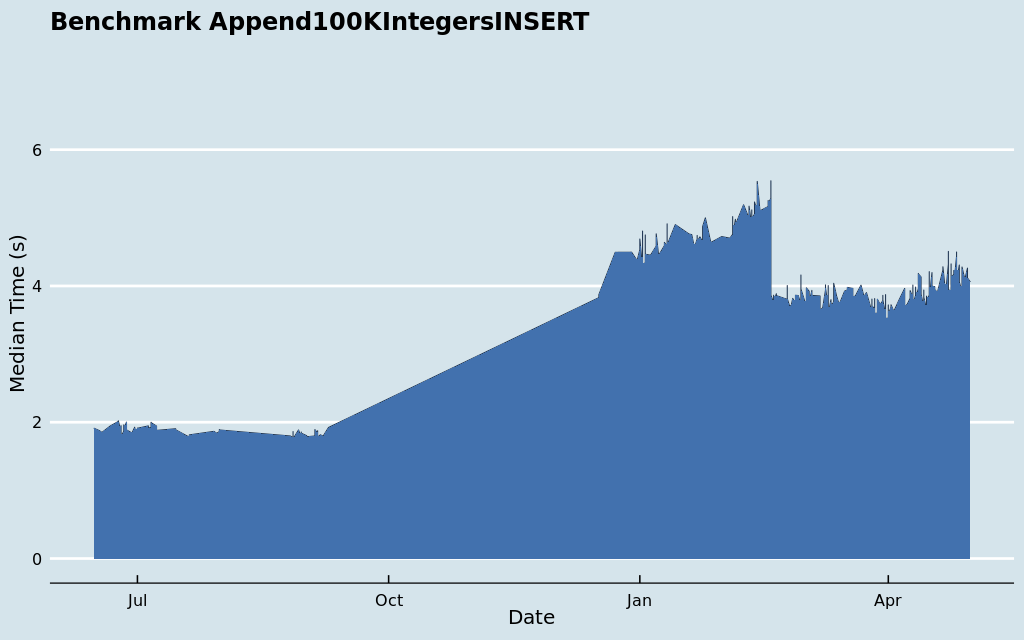 Benchmark Append100KIntegersINSERT
6
4
2
0
Median Time (s)
Jul
Oct
Jan
Apr
Date